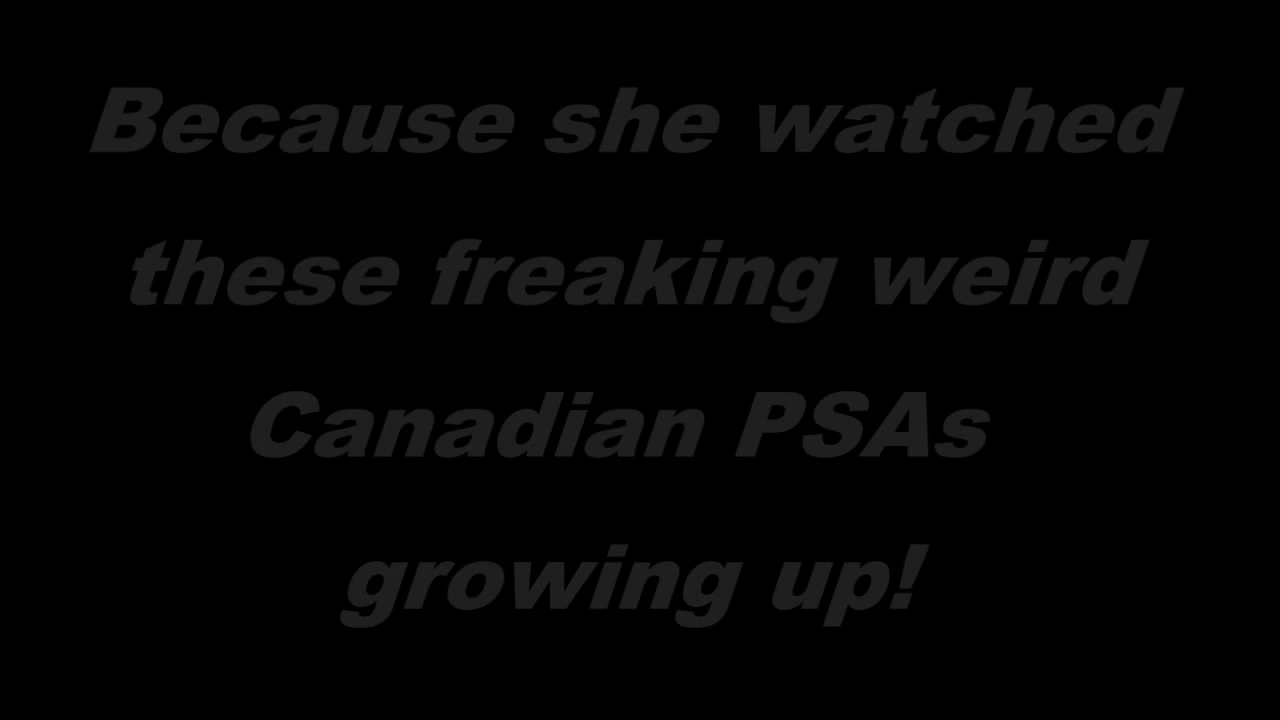 Because she watched
these freaking weird
Canadian PSAs
growing up!